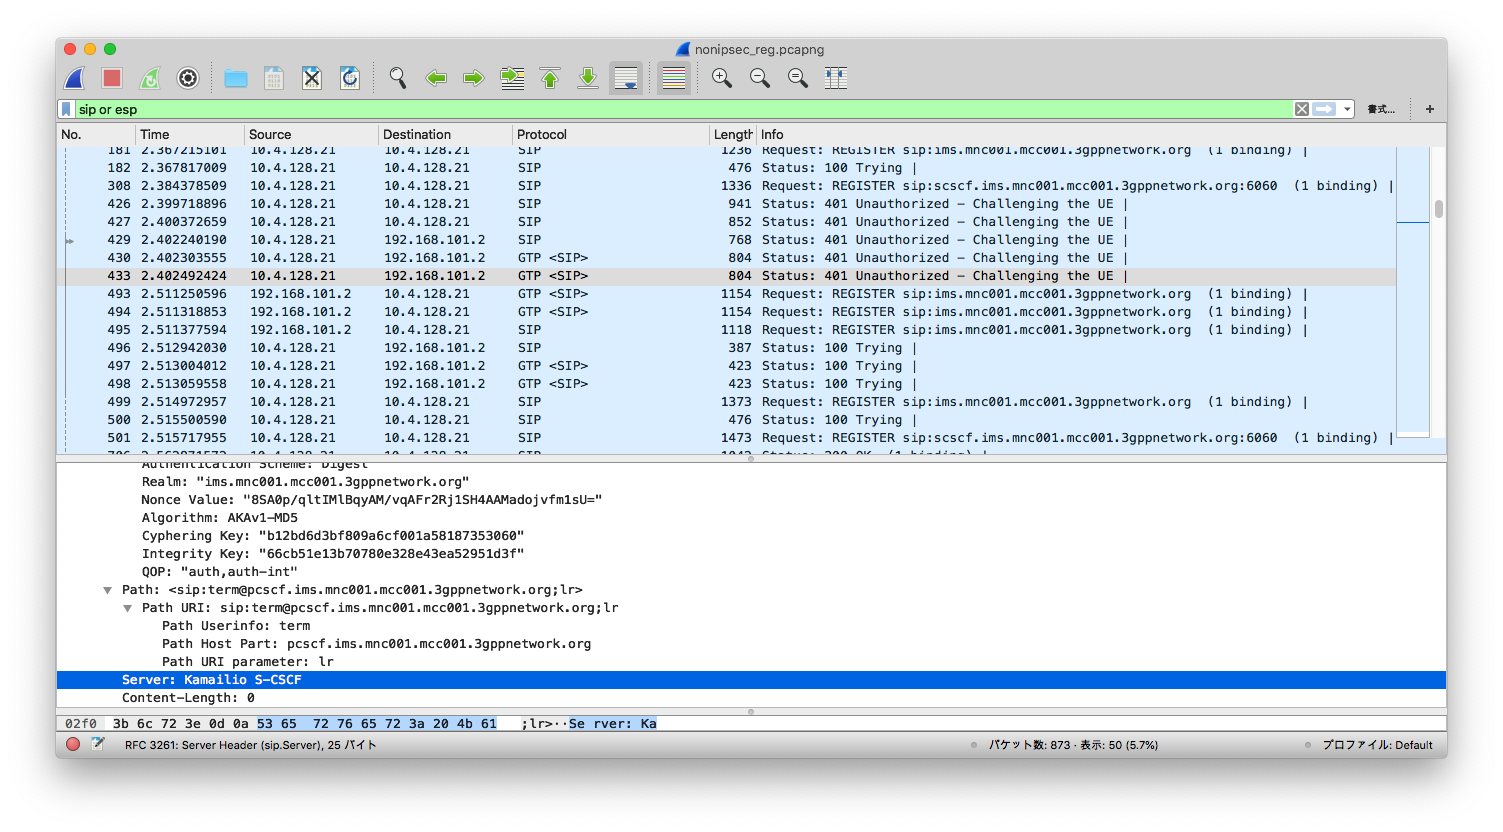 nonipsec_reg.pcapng
sip or esp
書式…
+
No. Time Source Destination Protocol Length Info
181 2.367215101 10.4.128.21 10.4.128.21 SIP 1236 Request: REGISTER sip:ims.mnc001.mcc001.3gppnetwork.org (1 binding) |
182 2.367817009 10.4.128.21 10.4.128.21 SIP 476 Status: 100 Trying |
308 2.384378509 10.4.128.21 10.4.128.21 SIP 1336 Request: REGISTER sip:scscf.ims.mnc001.mcc001.3gppnetwork.org:6060 (1 binding) |
426 2.399718896 10.4.128.21 10.4.128.21 SIP 941 Status: 401 Unauthorized – Challenging the UE |
427 2.400372659 10.4.128.21 10.4.128.21 SIP 852 Status: 401 Unauthorized – Challenging the UE |
429 2.402240190 10.4.128.21 192.168.101.2 SIP 768 Status: 401 Unauthorized – Challenging the UE |
430 2.402303555 10.4.128.21 192.168.101.2 GTP <SIP> 804 Status: 401 Unauthorized – Challenging the UE |
433 2.402492424 10.4.128.21 192.168.101.2 GTP <SIP> 804 Status: 401 Unauthorized – Challenging the UE |
493 2.511250596 192.168.101.2 10.4.128.21 GTP <SIP> 1154 Request: REGISTER sip:ims.mnc001.mcc001.3gppnetwork.org (1 binding) |
494 2.511318853 192.168.101.2 10.4.128.21 GTP <SIP> 1154 Request: REGISTER sip:ims.mnc001.mcc001.3gppnetwork.org (1 binding) |
495 2.511377594 192.168.101.2 10.4.128.21 SIP 1118 Request: REGISTER sip:ims.mnc001.mcc001.3gppnetwork.org (1 binding) |
496 2.512942030 10.4.128.21 192.168.101.2 SIP 387 Status: 100 Trying |
497 2.513004012 10.4.128.21 192.168.101.2 GTP <SIP> 423 Status: 100 Trying |
498 2.513059558 10.4.128.21 192.168.101.2 GTP <SIP> 423 Status: 100 Trying |
499 2.514972957 10.4.128.21 10.4.128.21 SIP 1373 Request: REGISTER sip:ims.mnc001.mcc001.3gppnetwork.org (1 binding) |
500 2.515500590 10.4.128.21 10.4.128.21 SIP 476 Status: 100 Trying |
501 2.515717955 10.4.128.21 10.4.128.21 SIP 1473 Request: REGISTER sip:scscf.ims.mnc001.mcc001.3gppnetwork.org:6060 (1 binding) |
Authentication Scheme: Digest
Realm: "ims.mnc001.mcc001.3gppnetwork.org"
Nonce Value: "8SA0p/qltIMlBqyAM/vqAFr2Rj1SH4AAMadojvfm1sU="
Algorithm: AKAv1–MD5
Cyphering Key: "b12bd6d3bf809a6cf001a58187353060"
Integrity Key: "66cb51e13b70780e328e43ea52951d3f"
QOP: "auth,auth-int"
Path: <sip:term@pcscf.ims.mnc001.mcc001.3gppnetwork.org;lr>
Path URI: sip:term@pcscf.ims.mnc001.mcc001.3gppnetwork.org;lr
Path Userinfo: term
Path Host Part: pcscf.ims.mnc001.mcc001.3gppnetwork.org
Path URI parameter: lr
Server: Kamailio S-CSCF
Content-Length: 0
02f0 3b 6c 72 3e 0d 0a 53 65 72 76 65 72 3a 20 4b 61 ;lr>··Se rver: Ka
RFC 3261: Server Header (sip.Server), 25 バイト
パケット数: 873 · 表示: 50 (5.7%)
プロファイル: Default